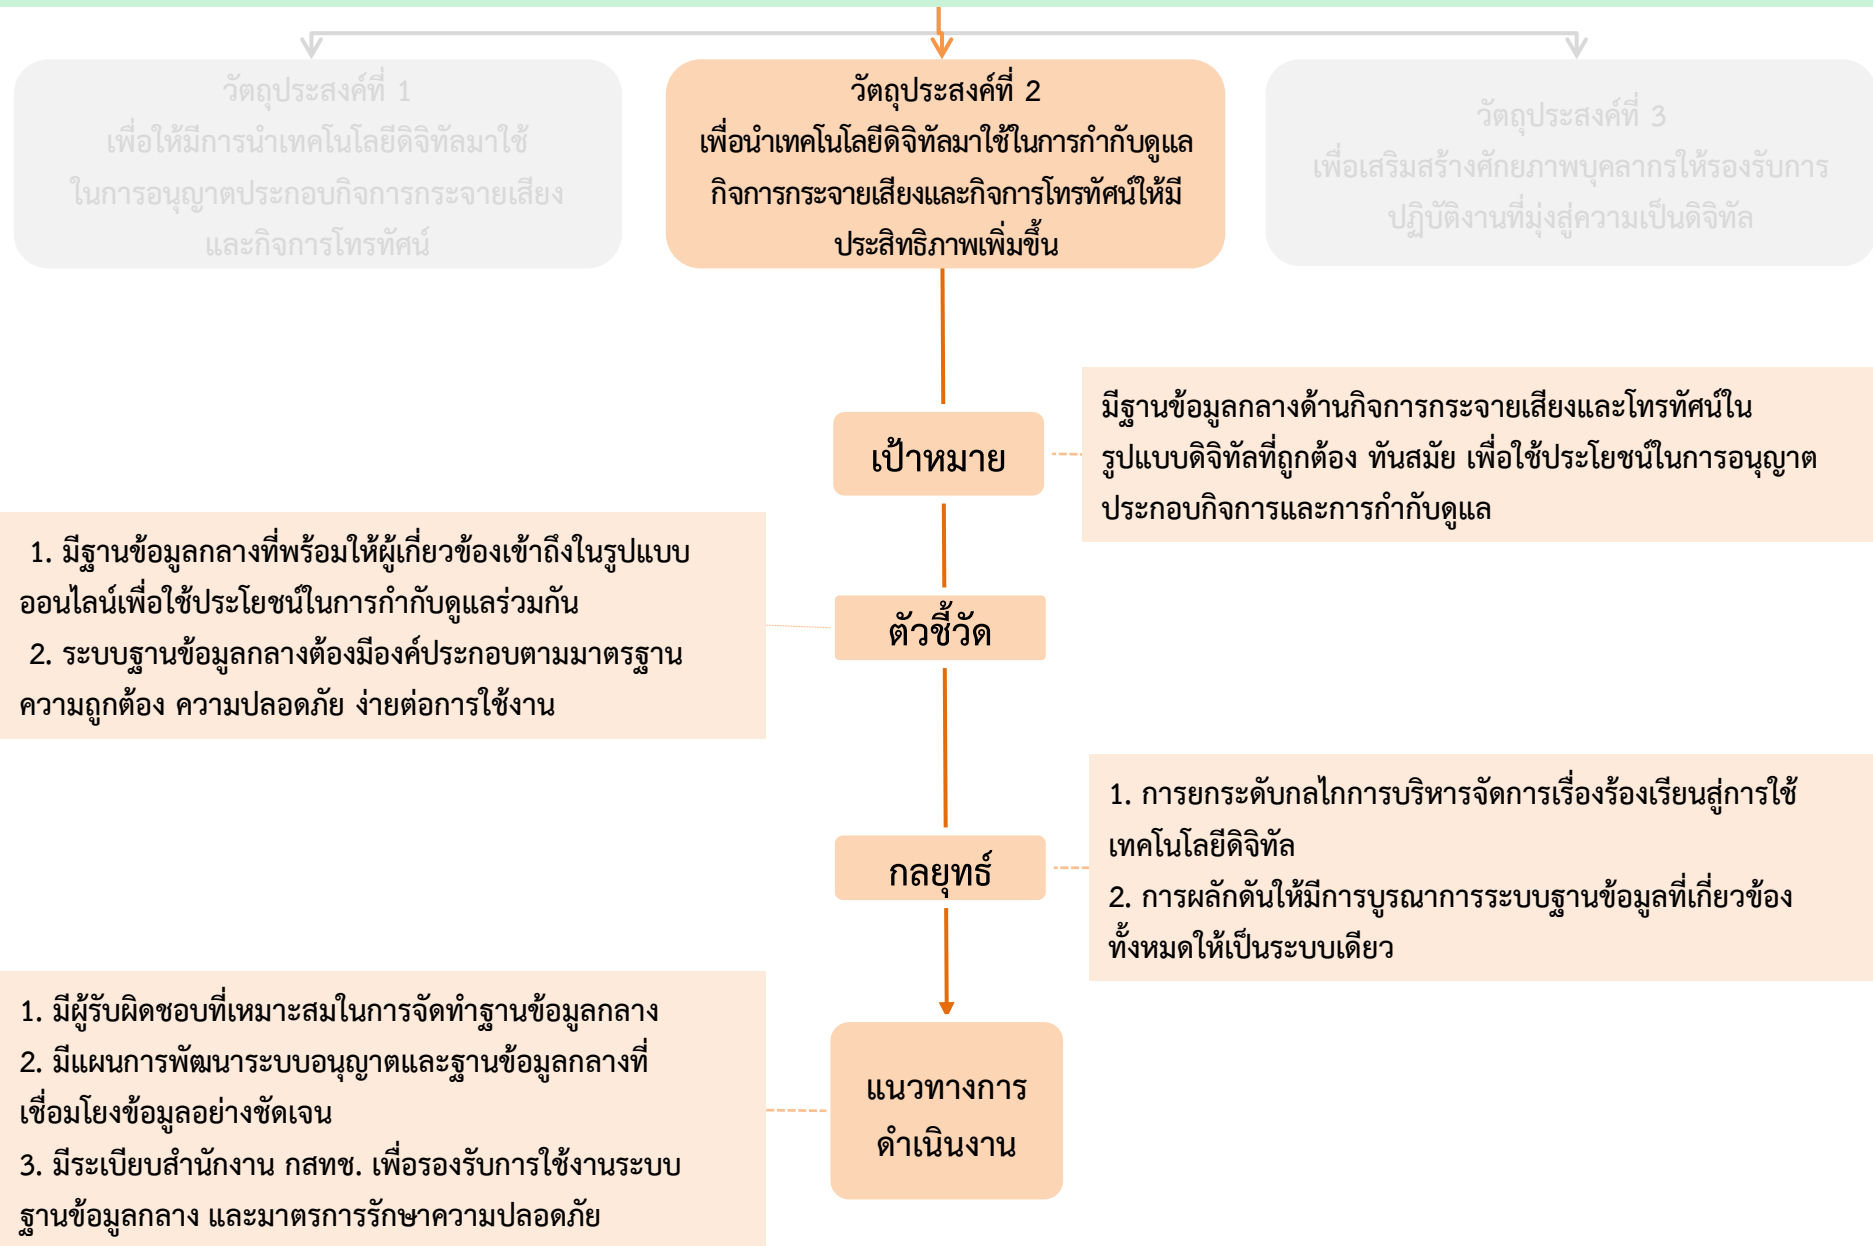 วัตถุประสงค์ที่ 1
เพื่อให้มีการนำเทคโนโลยีดิจิทัลมาใช้
ในการอนุญาตประกอบกิจการกระจายเสียง
และกิจการโทรทัศน์
วัตถุประสงค์ที่ 2
เพื่อนำเทคโนโลยีดิจิทัลมาใช้ในการกำกับดูแล
กิจการกระจายเสียงและกิจการโทรทัศน์ให้มี
ประสิทธิภาพเพิ่มขึ้น
วัตถุประสงค์ที่ 3
เพื่อเสริมสร้างศักยภาพบุคลากรให้รองรับการ
ปฏิบัติงานที่มุ่งสู่ความเป็นดิจิทัล
เป้าหมาย
มีฐานข้อมูลกลางด้านกิจการกระจายเสียงและโทรทัศน์ใน
รูปแบบดิจิทัลที่ถูกต้อง ทันสมัย เพื่อใช้ประโยชน์ในการอนุญาต
ประกอบกิจการและการกำกับดูแล
1. มีฐานข้อมูลกลางที่พร้อมให้ผู้เกี่ยวข้องเข้าถึงในรูปแบบ
ออนไลน์เพื่อใช้ประโยชน์ในการกำกับดูแลร่วมกัน
2. ระบบฐานข้อมูลกลางต้องมีองค์ประกอบตามมาตรฐาน
ความถูกต้อง ความปลอดภัย ง่ายต่อการใช้งาน
ตัวชี้วัด
กลยุทธ์
1. การยกระดับกลไกการบริหารจัดการเรื่องร้องเรียนสู่การใช้
เทคโนโลยีดิจิทัล
2. การผลักดันให้มีการบูรณาการระบบฐานข้อมูลที่เกี่ยวข้อง
ทั้งหมดให้เป็นระบบเดียว
1. มีผู้รับผิดชอบที่เหมาะสมในการจัดทำฐานข้อมูลกลาง
2. มีแผนการพัฒนาระบบอนุญาตและฐานข้อมูลกลางที่
เชื่อมโยงข้อมูลอย่างชัดเจน
3. มีระเบียบสำนักงาน กสทช. เพื่อรองรับการใช้งานระบบ
ฐานข้อมูลกลาง และมาตรการรักษาความปลอดภัย
แนวทางการ
ดำเนินงาน